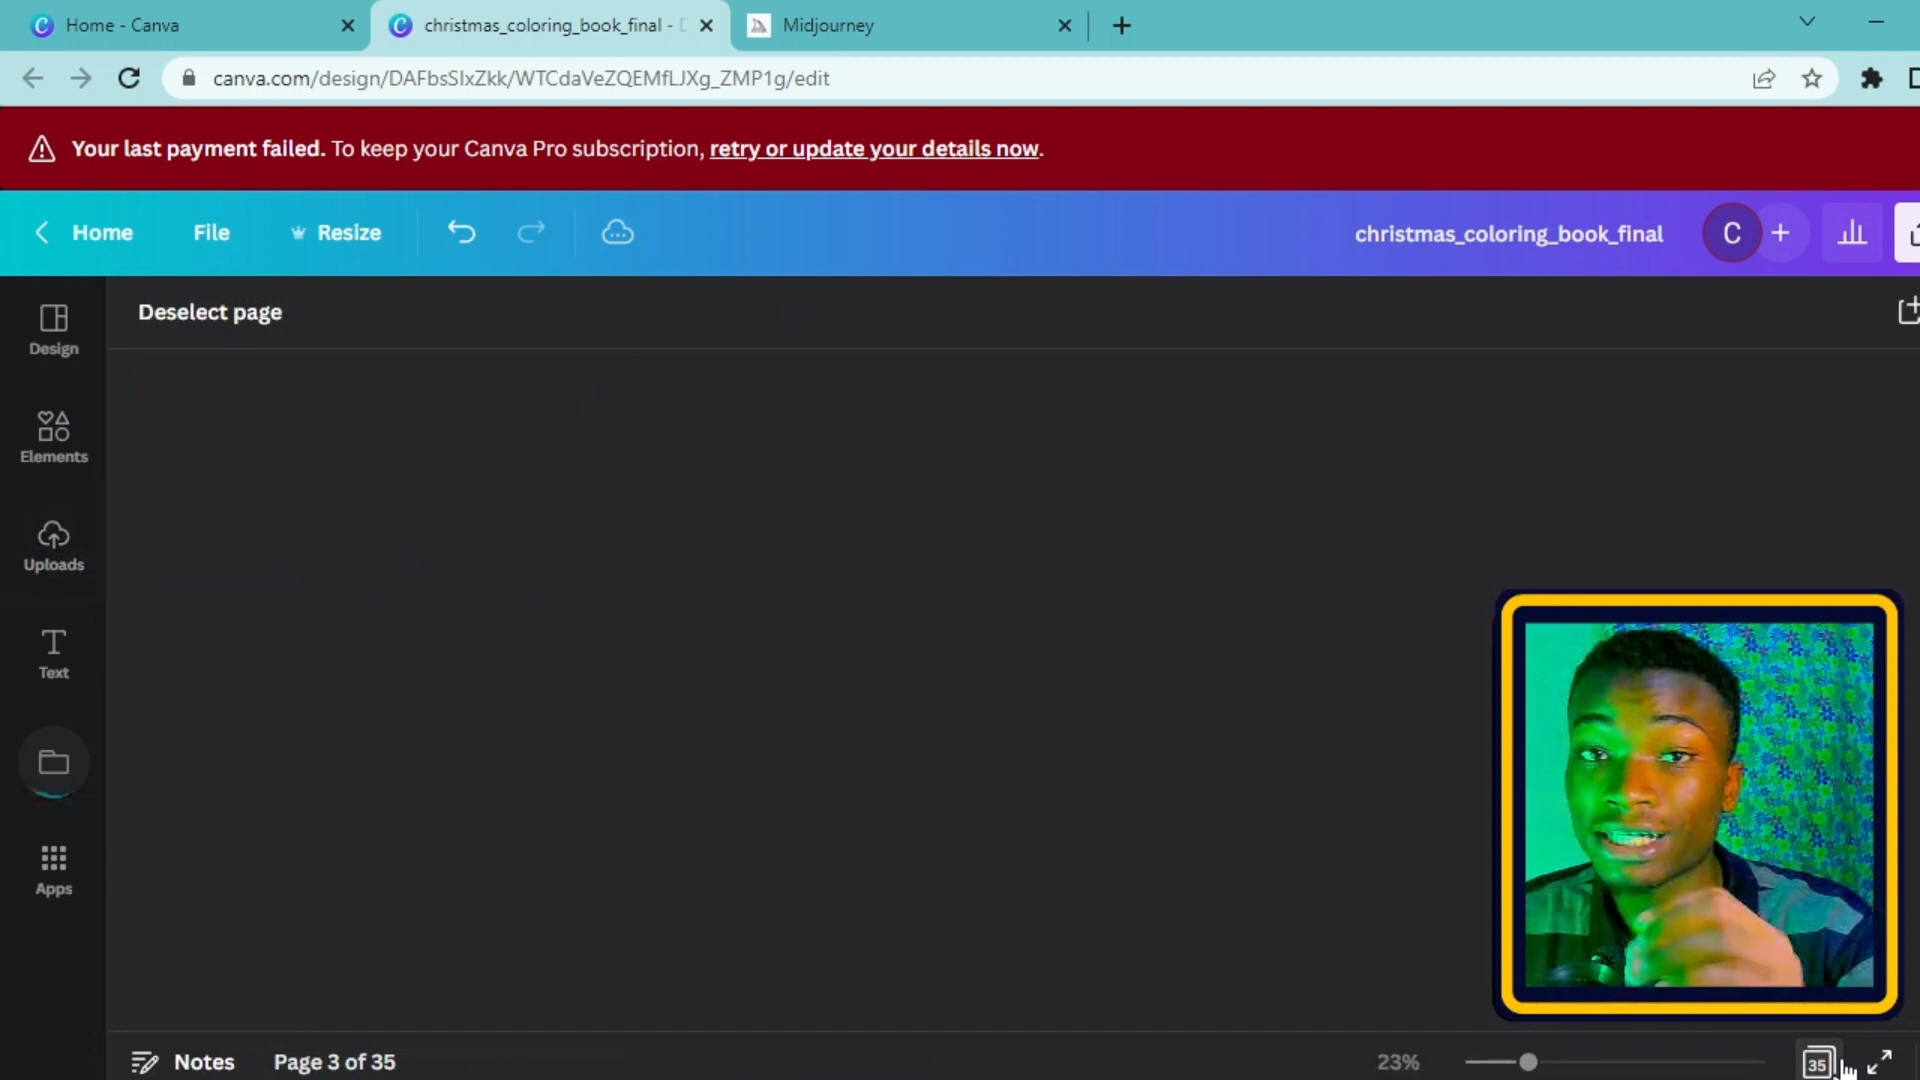 Home - Canva
christmas_coloring_book_final -
Midjourney
canva.com/design/DAFbsSIxZkk/WTCdaVeZQEMfLJXg_ZMP1g/edit
Your last payment failed. To keep your Canva Pro subscription, retry or update your details now.
Home
File
Resize
christmas_coloring_book_final
C
Design
Deselect page
Elements
Uploads
Text
Apps
Notes
Page 3 of 35
23%
35